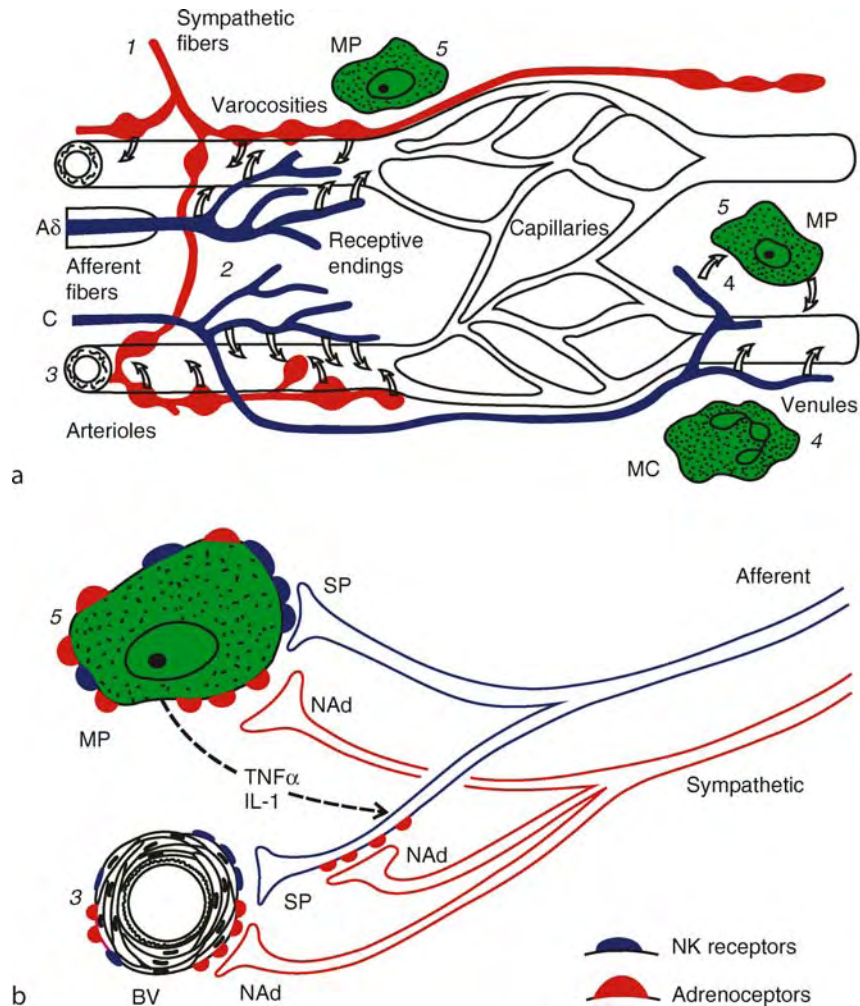 1
Sympathetic
fibers
MP
5
Varocosities
Aδ
Afferent
fibers
2
Receptive
endings
Capillaries
5
MP
4
C
3
Arterioles
Venules
MC
4
a
5
MP
SP
Afferent
NAd
TNFα
IL-1
Sympathetic
NAd
3
SP
BV
NAd
NK receptors
Adrenoceptors
b